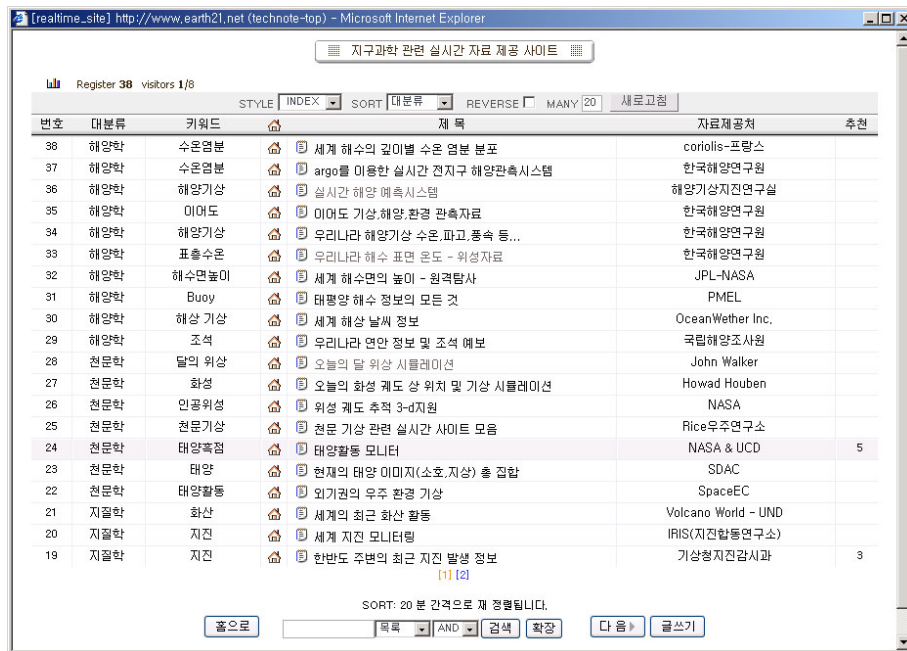 [realtime_site] http://www.earth21.net (technote-top) - Microsoft Internet Explorer
지구과학 관련 실시간 자료 제공 사이트
Register 38 visitors 1/8
STYLE INDEX SORT 대분류 REVERSE MANY 20 새로고침
번호 대분류 키워드 제 목 자료제공처 추천
38 해양학 수온염분 세계 해수의 깊이별 수온 염분 분포 coriolis-프랑스
37 해양학 수온염분 argo를 이용한 실시간 전지구 해양관측시스템 한국해양연구원
36 해양학 해양기상 실시간 해양 예측시스템 해양기상지진연구실
35 해양학 이어도 이어도 기상,해양,환경 관측자료 한국해양연구원
34 해양학 해양기상 우리나라 해양기상 수온,파고,풍속 등... 한국해양연구원
33 해양학 표층수온 우리나라 해수 표면 온도 - 위성자료 한국해양연구원
32 해양학 해수면높이 세계 해수면의 높이 - 원격탐사 JPL-NASA
31 해양학 Buoy 태평양 해수 정보의 모든 것 PMEL
30 해양학 해상 기상 세계 해상 날씨 정보 OceanWether Inc,
29 해양학 조석 우리나라 연안 정보 및 조석 예보 국립해양조사원
28 천문학 달의 위상 오늘의 달 위상 시뮬레이션 John Walker
27 천문학 화성 오늘의 화성 궤도 상 위치 및 기상 시뮬레이션 Howad Houben
26 천문학 인공위성 위성 궤도 추적 3-d지원 NASA
25 천문학 천문기상 천문 기상 관련 실시간 사이트 모음 Rice우주연구소
24 천문학 태양흑점 태양활동 모니터 NASA & UCD 5
23 천문학 태양 현재의 태양 이미지(소호,지상) 총 집합 SDAC
22 천문학 태양활동 외기권의 우주 환경 기상 SpaceEC
21 지질학 화산 세계의 최근 화산 활동 Volcano World - UND
20 지질학 지진 세계 지진 모니터링 IRIS(지진합동연구소)
19 지질학 지진 한반도 주변의 최근 지진 발생 정보 기상청지진감시과 3
[1] [2]
SORT: 20 분 간격으로 재 정렬됩니다.
홈으로 목록 AND 검색 확장 다 음 글쓰기